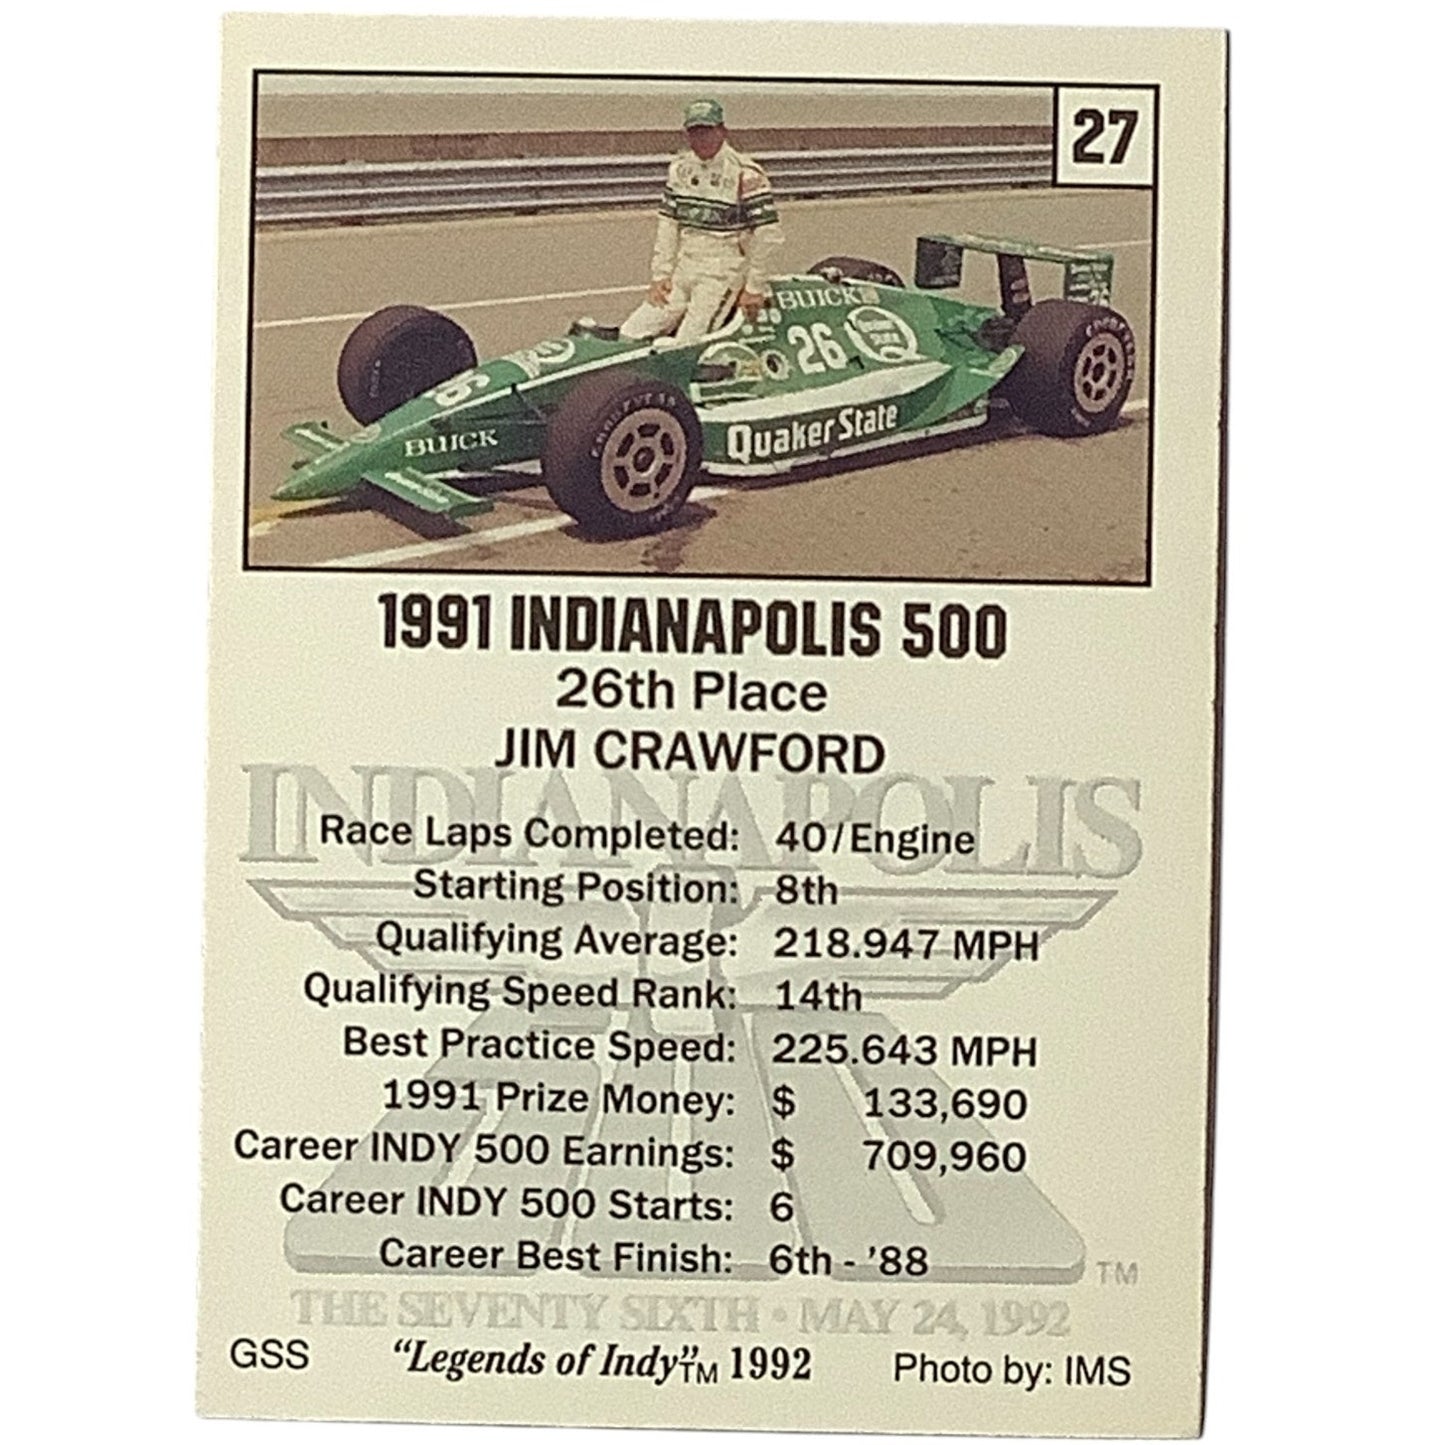 27
BUICK
26
Quaker State
BUICK
GOODYEAR
Quaker State
1991 INDIANAPOLIS 500
26th Place
JIM CRAWFORD
INDIANAPOLIS
Race Laps Completed: 40/Engine
Starting Position: 8th
Qualifying Average: 218.947 MPH
Qualifying Speed Rank: 14th
Best Practice Speed: 225.643 MPH
1991 Prize Money: $ 133,690
Career INDY 500 Earnings: $ 709,960
Career INDY 500 Starts: 6
Career Best Finish: 6th - '88
TM
THE SEVENTY SIXTH • MAY 24, 1992
GSS "Legends of Indy"TM 1992 Photo by: IMS